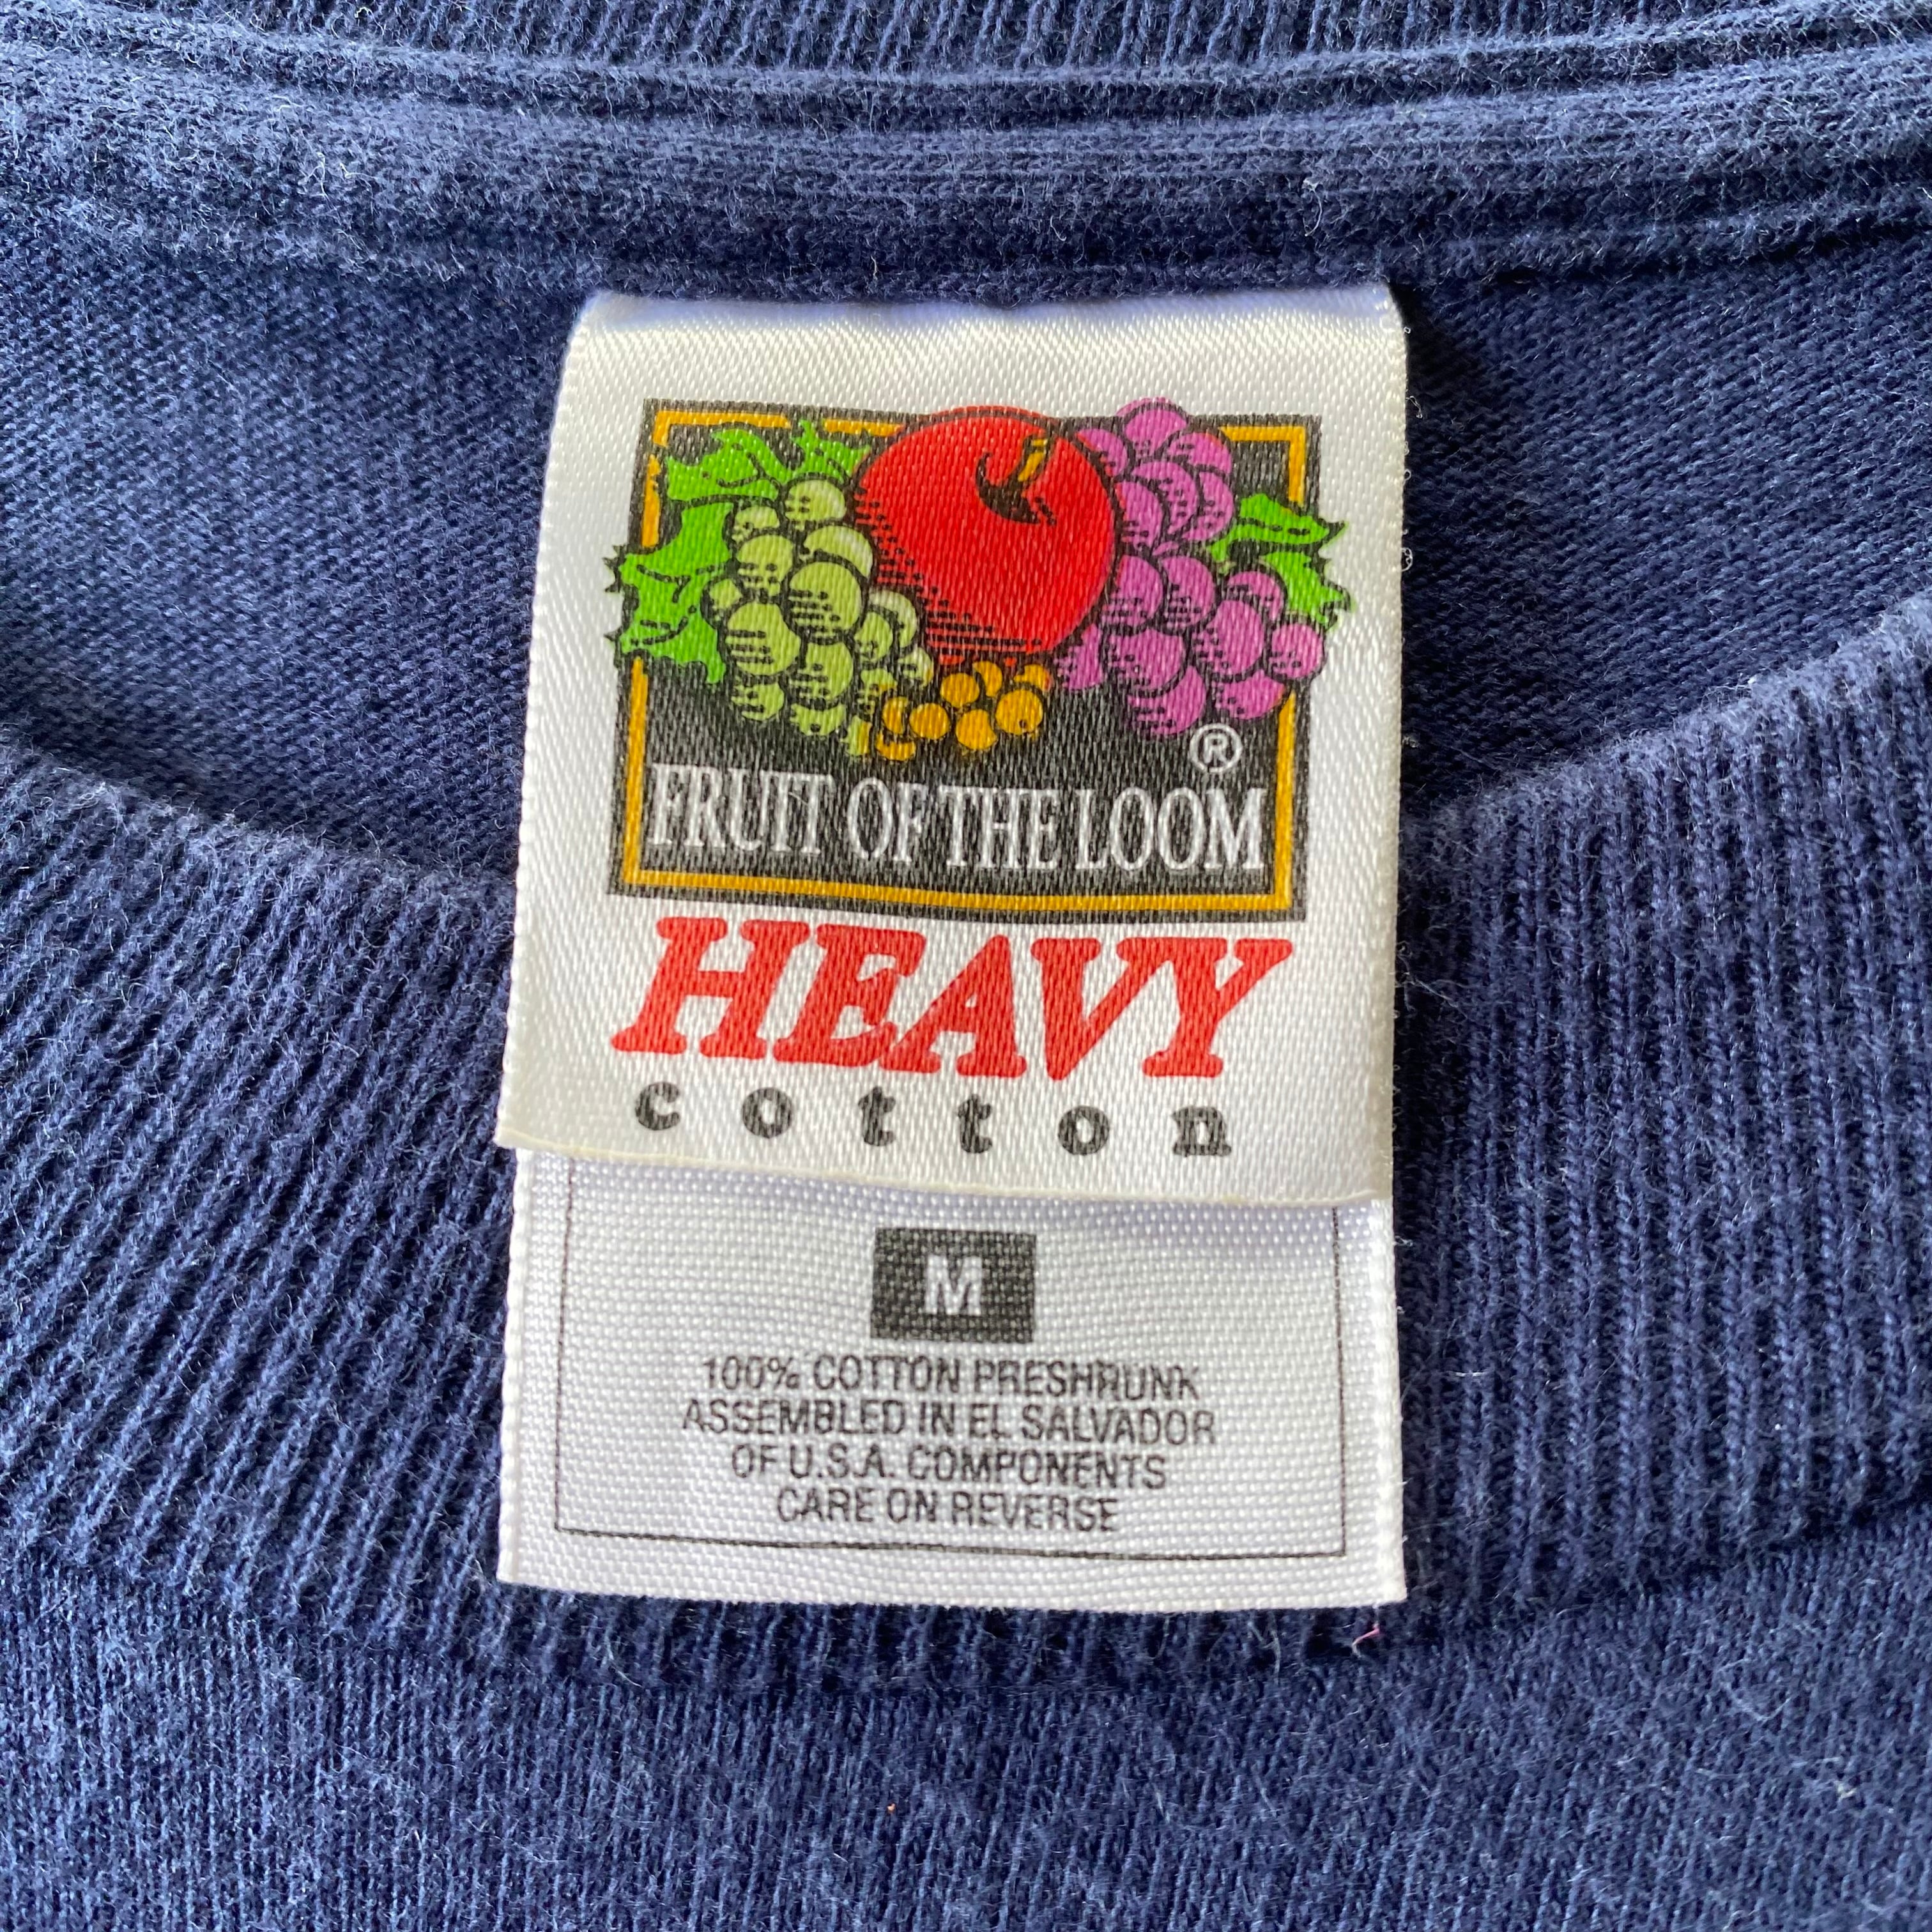 ®
FRUIT OF THE LOOM
HEAVY
cotton
M
100% COTTON PRESHRUNK
ASSEMBLED IN EL SALVADOR
OF U.S.A. COMPONENTS
CARE ON REVERSE